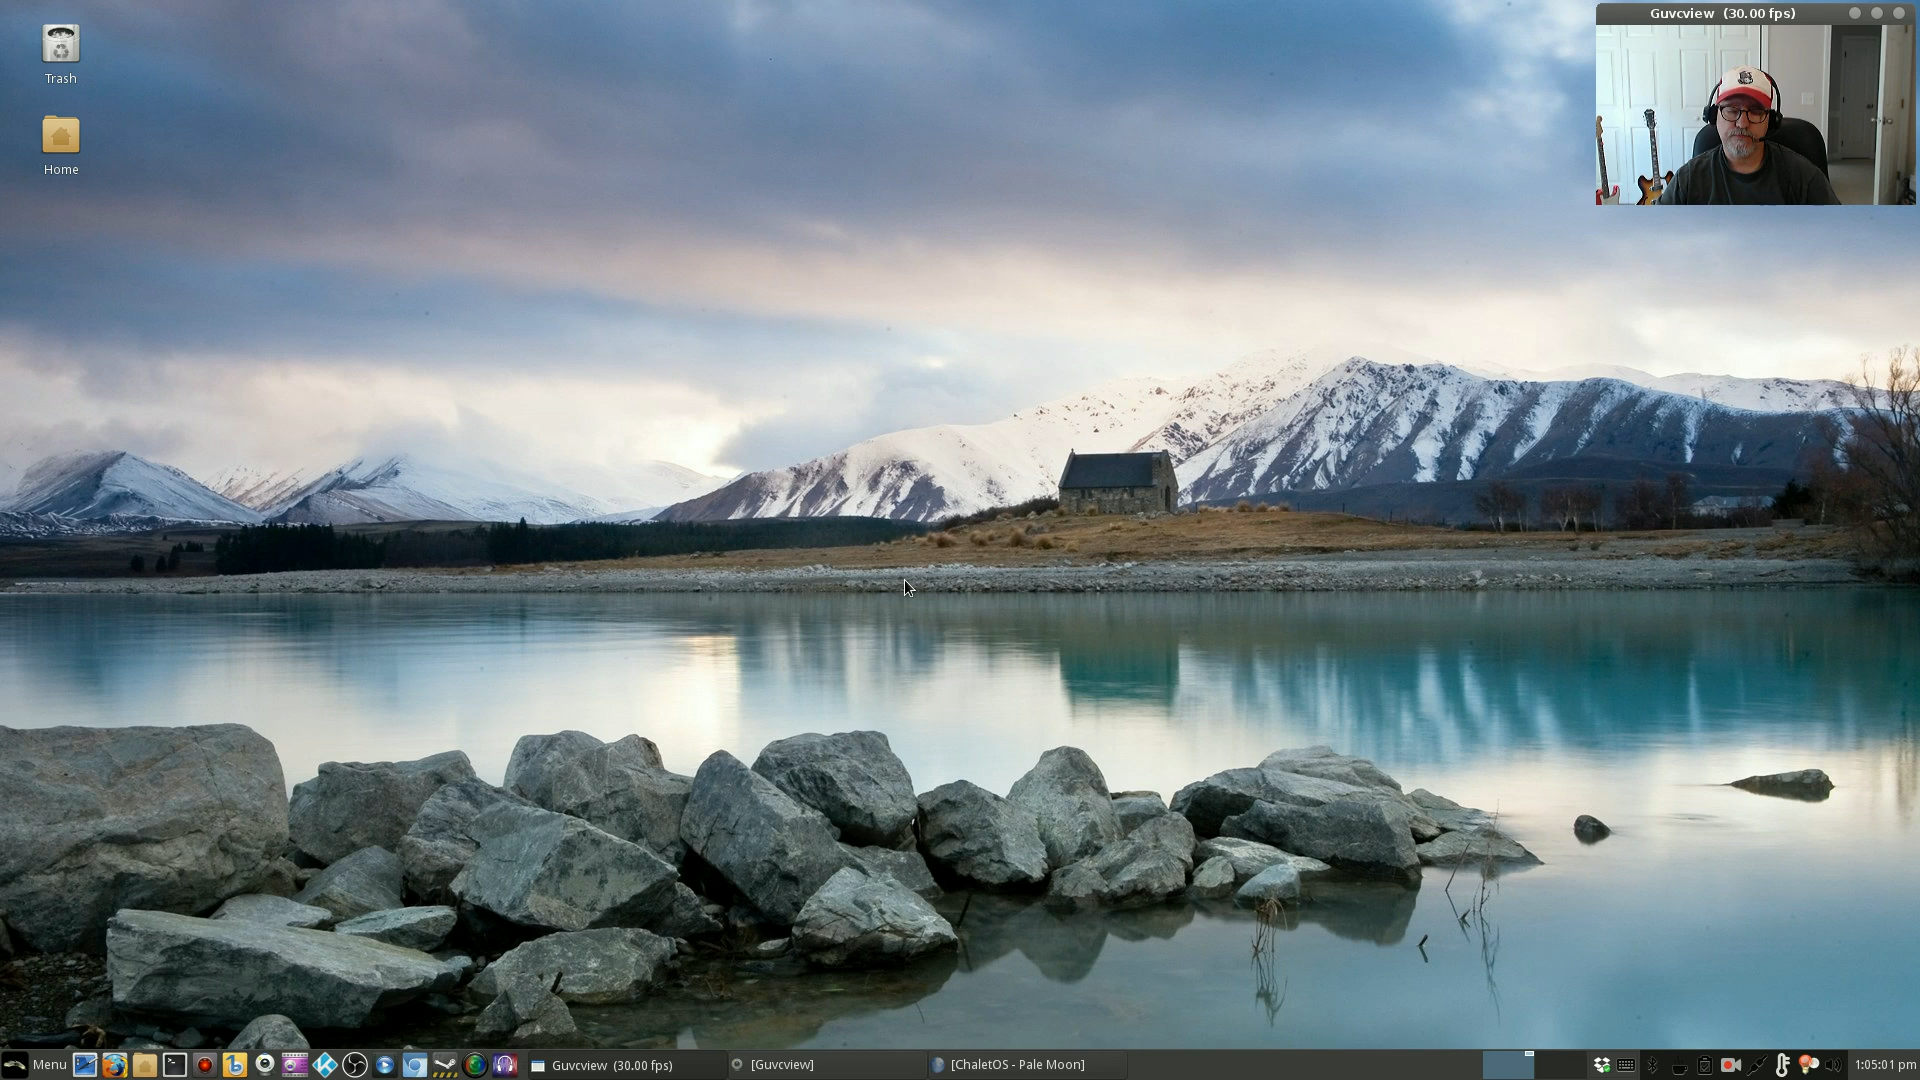 Guvcview (30.00 fps)
Trash
Home
Menu
Guvcview (30.00 fps)
[Guvcview]
[ChaletOS - Pale Moon]
1:05:01 pm